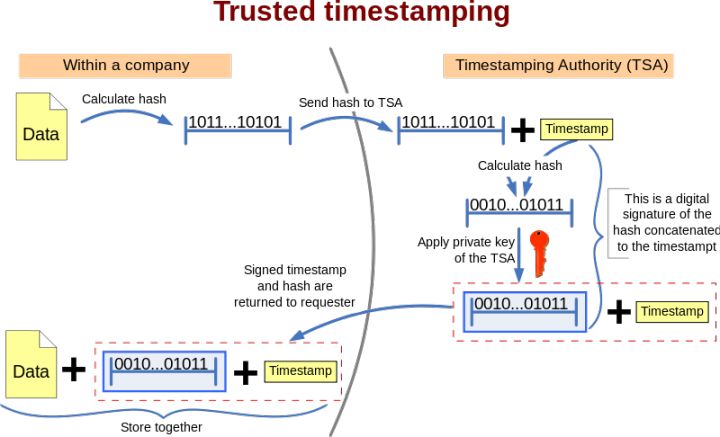 Trusted timestamping
Within a company
Timestamping Authority (TSA)
Data
Calculate hash
1011...10101
Send hash to TSA
1011...10101
Timestamp
Calculate hash
0010...01011
This is a digital
signature of the
hash concatenated
to the timestampt
Apply private key
of the TSA
Signed timestamp
and hash are
returned to requester
0010...01011
Timestamp
Data
0010...01011
Timestamp
Store together